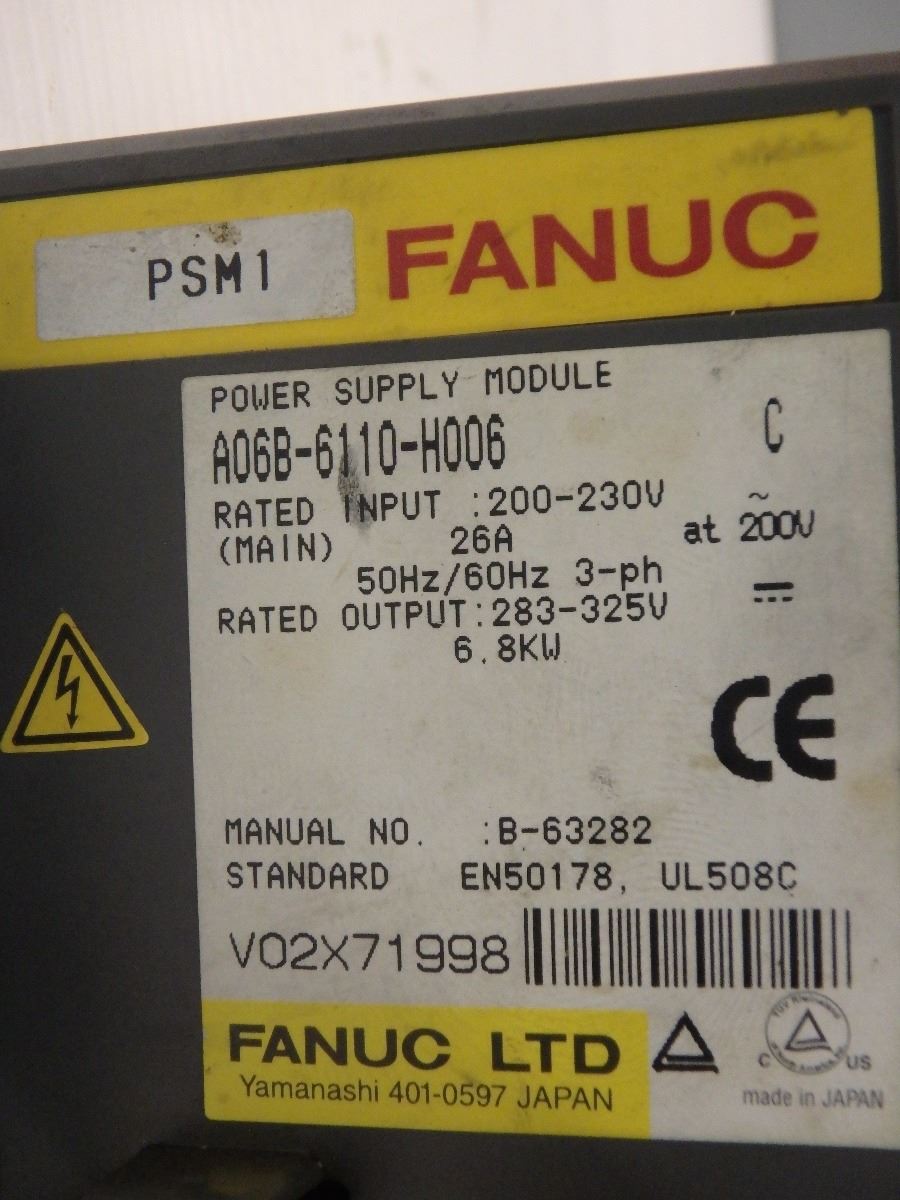 PSM1 FANUC
POWER SUPPLY MODULE
A06B-6110-H006 C
RATED INPUT :200-230V ~
(MAIN) 26A at 200V
50Hz/60Hz 3-ph
RATED OUTPUT:283-325V
6.8KW
CE
MANUAL NO. :B-63282
STANDARD EN50178, UL508C
V02X71998
FANUC LTD
Yamanashi 401-0597 JAPAN
C US
made in JAPAN